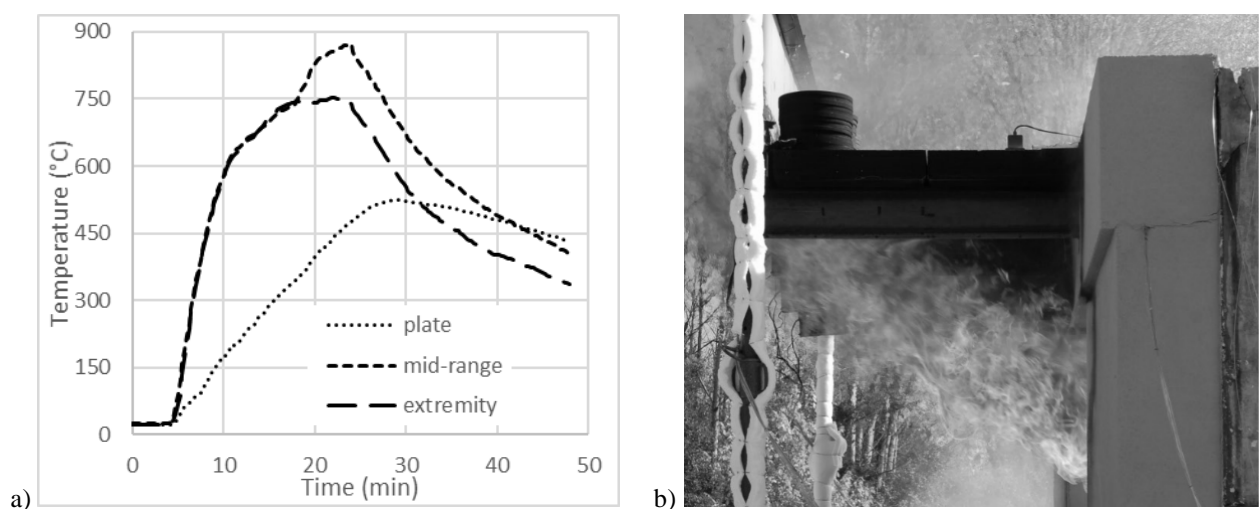 900
750
600
450
300
150
0
Temperature (°C)
plate
mid-range
extremity
0 10 20 30 40 50
Time (min)
a) b)